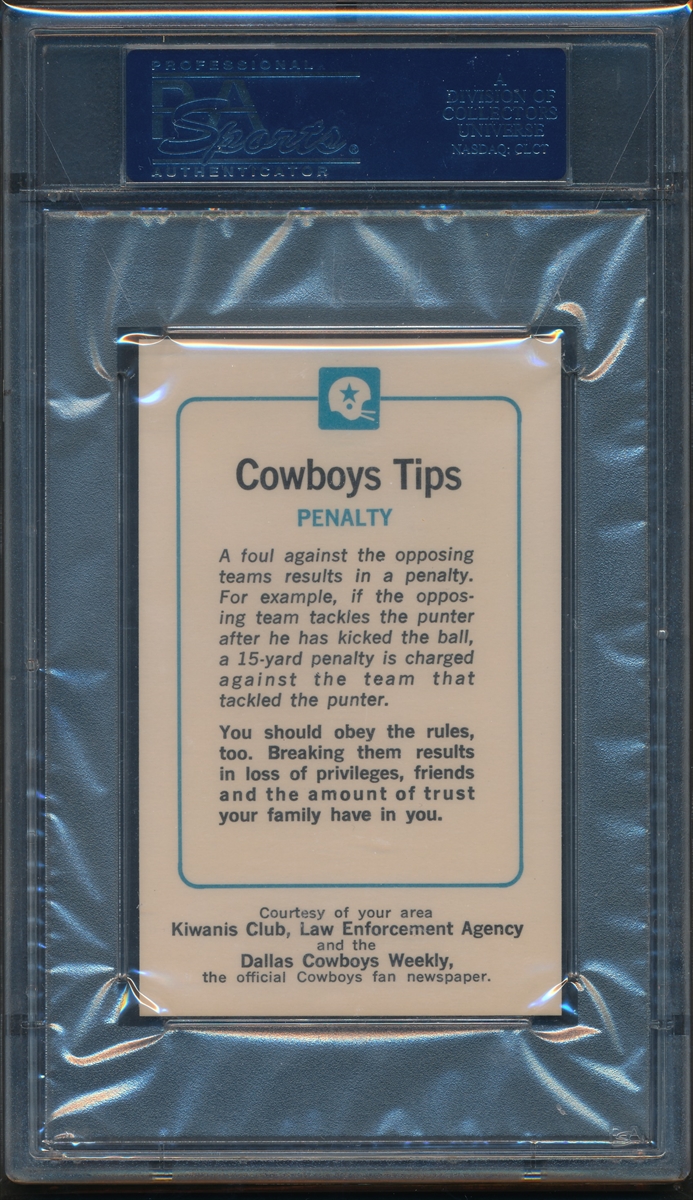 PROFESSIONAL
PSA
Sports®
AUTHENTICATOR
A
DIVISION OF
COLLECTORS
UNIVERSE
NASDAQ: CLCT
Cowboys Tips
PENALTY
A foul against the opposing
teams results in a penalty.
For example, if the oppos-
ing team tackles the punter
after he has kicked the ball,
a 15-yard penalty is charged
against the team that
tackled the punter.
You should obey the rules,
too. Breaking them results
in loss of privileges, friends
and the amount of trust
your family have in you.
Courtesy of your area
Kiwanis Club, Law Enforcement Agency
and the
Dallas Cowboys Weekly,
the official Cowboys fan newspaper.